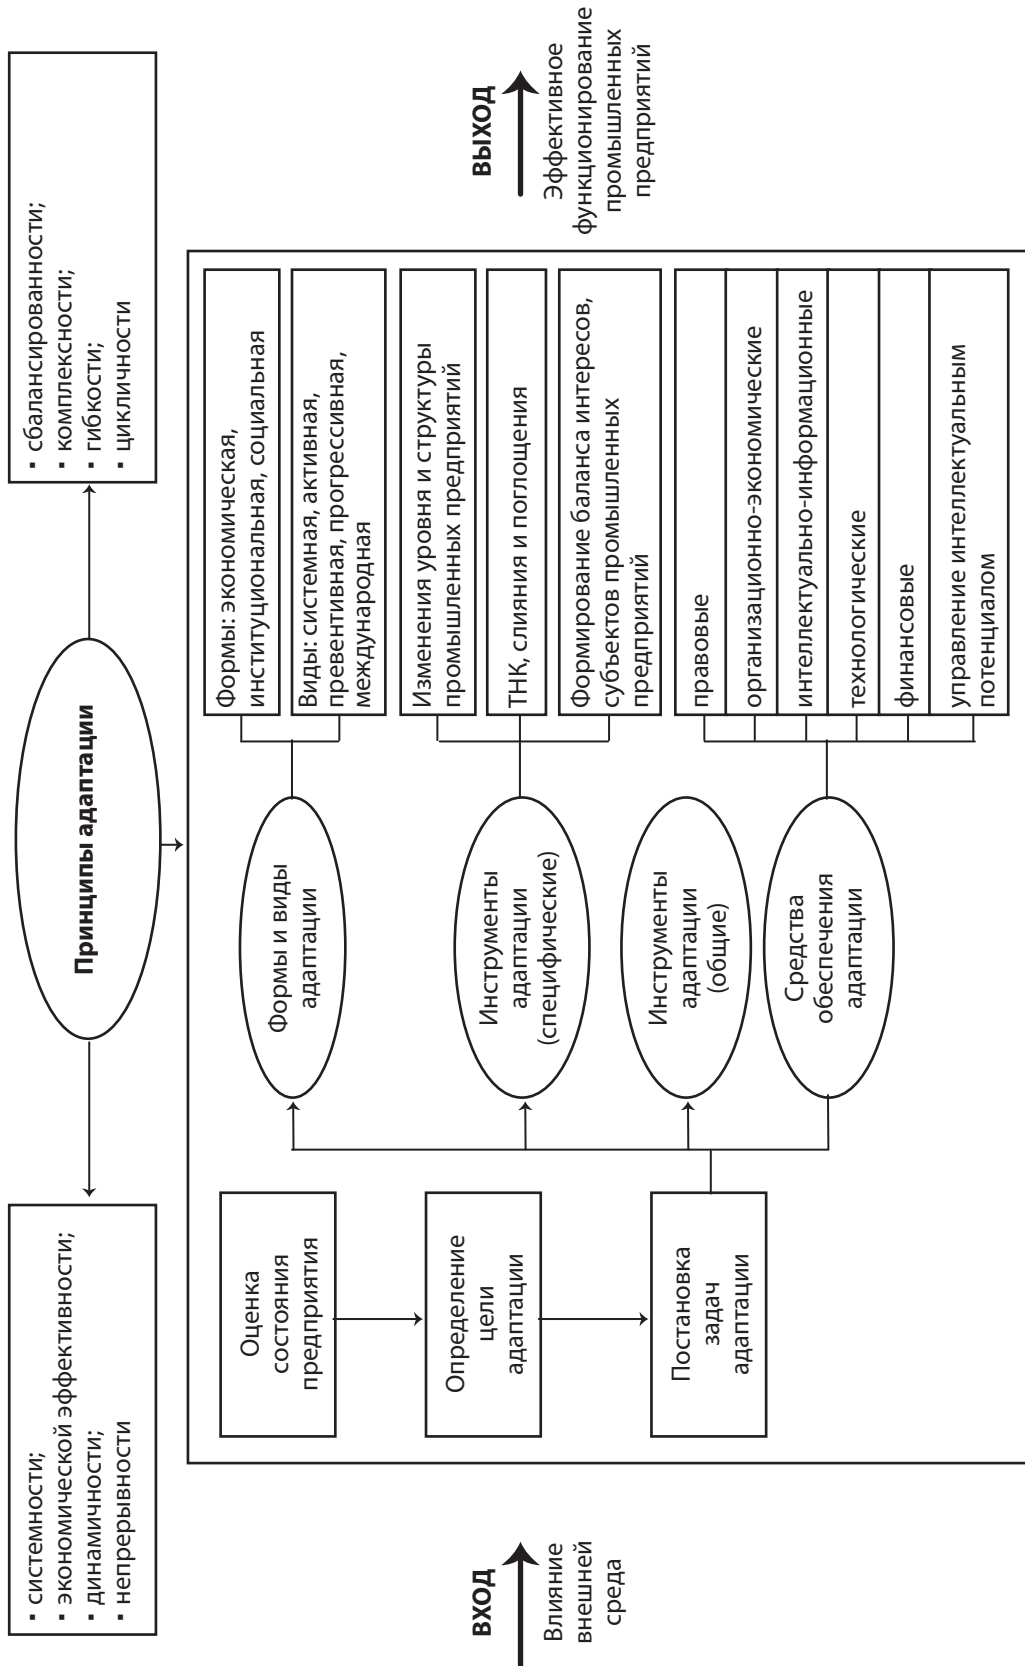 Принципы адаптации
▪ системности;
▪ экономической эффективности;
▪ динамичности;
▪ непрерывности
▪ сбалансированности;
▪ комплексности;
▪ гибкости;
▪ цикличности
ВХОД
Влияние
внешней
среда
Оценка
состояния
предприятия
Определение
цели
адаптации
Постановка
задач
адаптации
Формы и виды
адаптации
Инструменты
адаптации
(специфические)
Инструменты
адаптации
(общие)
Средства
обеспечения
адаптации
Формы: экономическая,
институциональная, социальная
Виды: системная, активная,
превентивная, прогрессивная,
международная
Изменения уровня и структуры
промышленных предприятий
ТНК, слияния и поглощения
Формирование баланса интересов,
субъектов промышленных
предприятий
правовые
организационно-экономические
интеллектуально-информационные
технологические
финансовые
управление интеллектуальным
потенциалом
ВЫХОД
Эффективное
функционирование
промышленных
предприятий